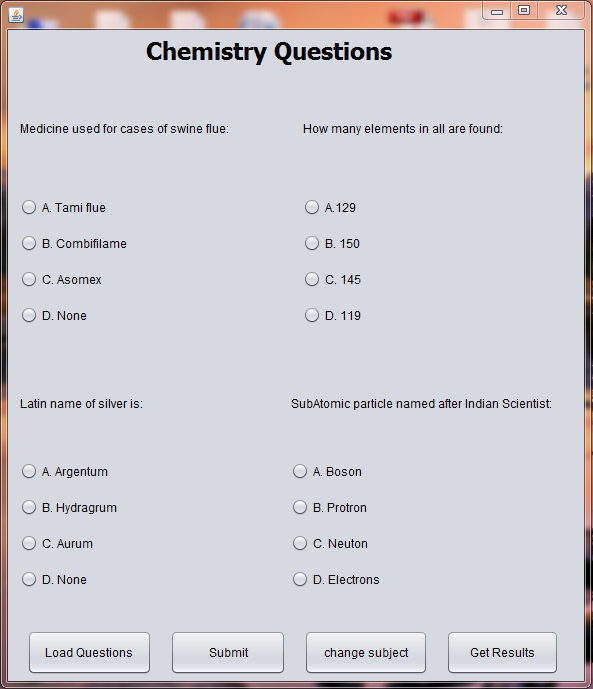 Chemistry Questions
Medicine used for cases of swine flue:
A. Tami flue
B. Combifilame
C. Asomex
D. None
How many elements in all are found:
A.129
B. 150
C. 145
D. 119
Latin name of silver is:
A. Argentum
B. Hydragrum
C. Aurum
D. None
SubAtomic particle named after Indian Scientist:
A. Boson
B. Protron
C. Neuton
D. Electrons
Load Questions
Submit
change subject
Get Results